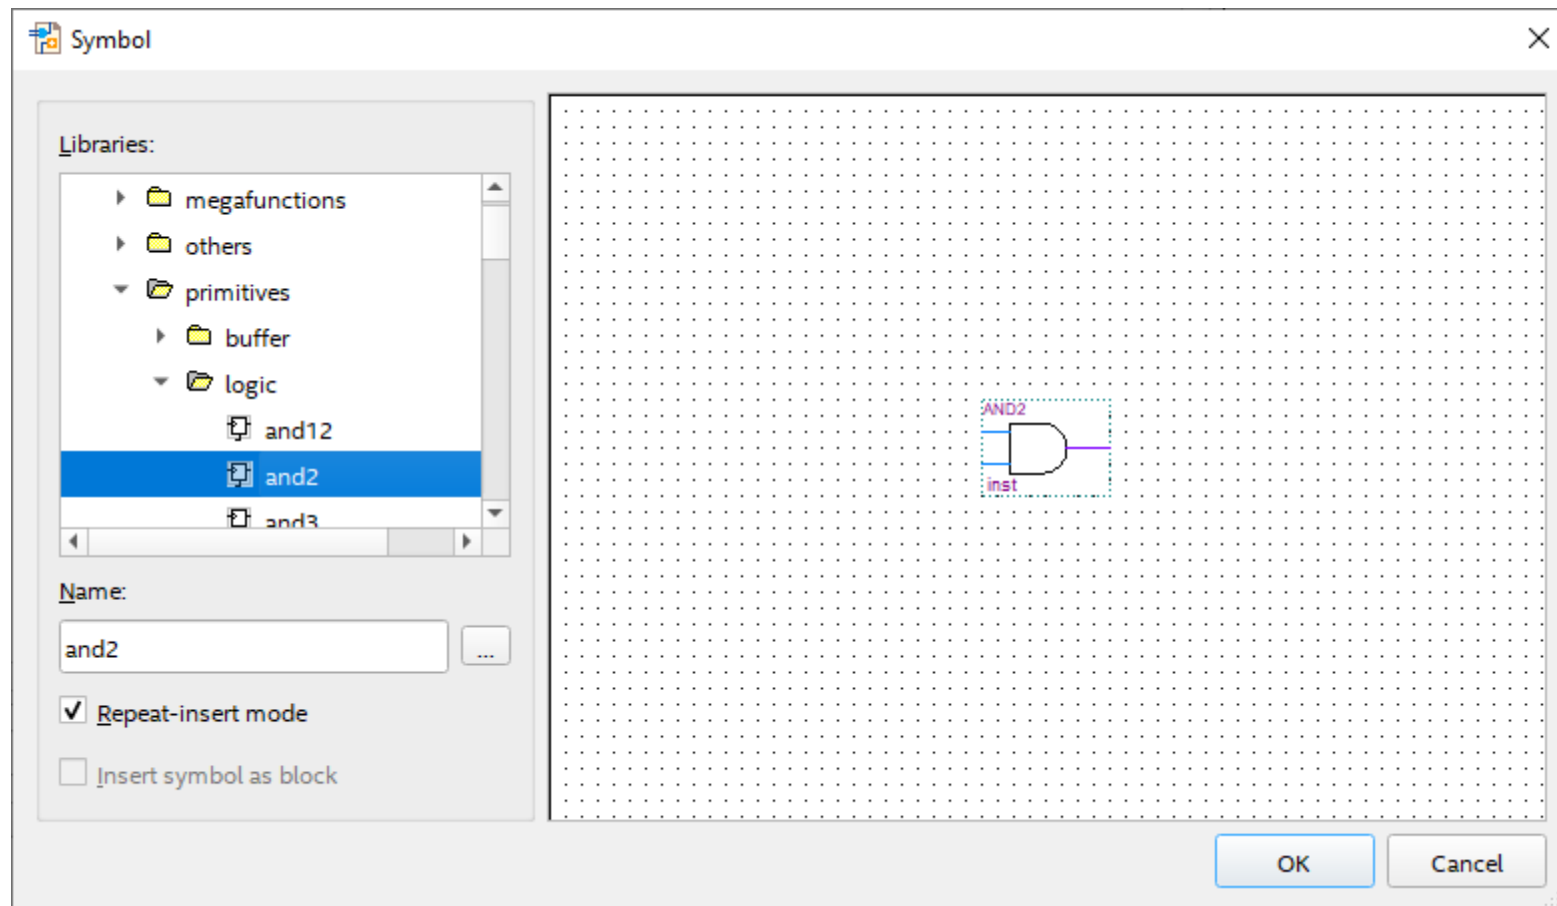 Symbol
Libraries:
megafunctions
others
primitives
buffer
logic
and12
and2
and3
Name:
and2
...
Repeat-insert mode
Insert symbol as block
AND2
inst
OK
Cancel